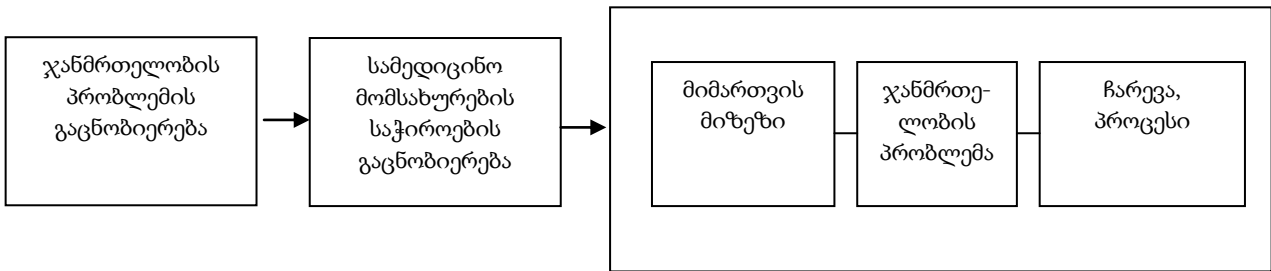 ჯანმრთელობის
პრობლემის
გაცნობიერება
სამედიცინო
მომსახურების
საჭიროების
გაცნობიერება
მიმართვის
მიზეზი
ჯანმრთე-
ლობის
პრობლემა
ჩარევა,
პროცესი